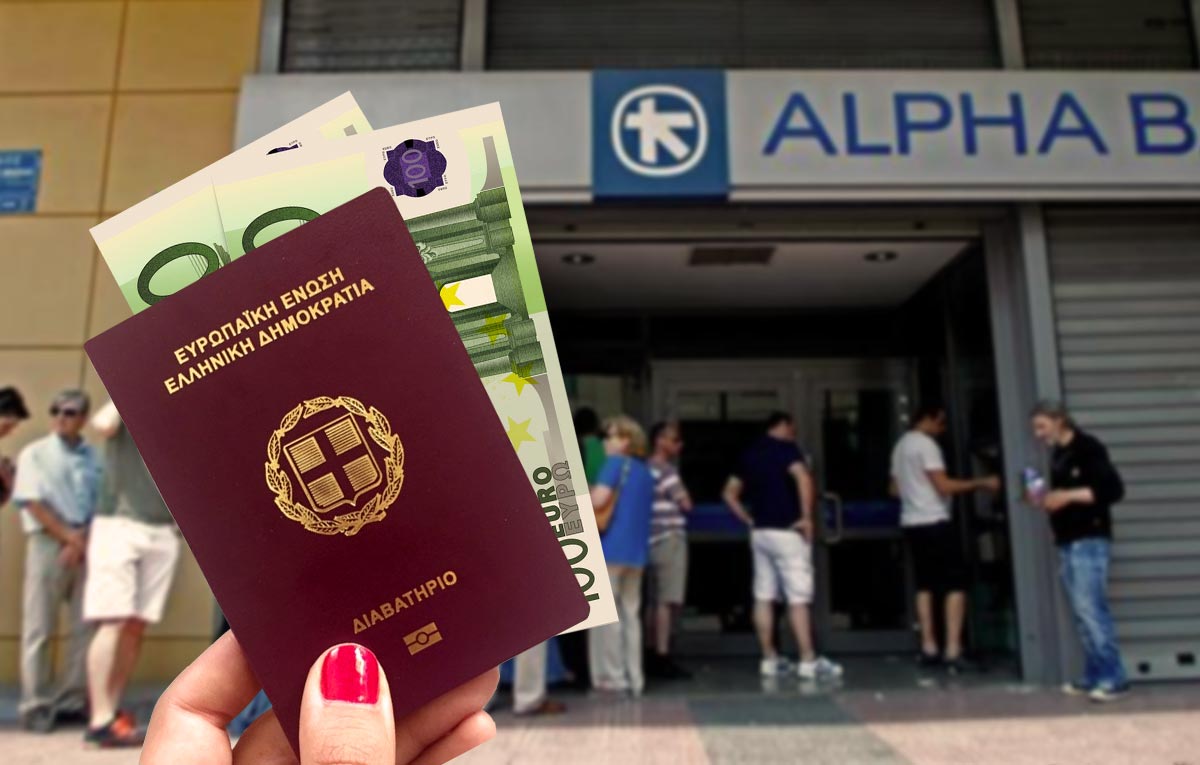 ALPHA B
100
ΕΥΡΩΠΑΪΚΗ ΕΝΩΣΗ
ΕΛΛΗΝΙΚΗ ΔΗΜΟΚΡΑΤΙΑ
ΔΙΑΒΑΤΗΡΙΟ
100 EURO
ΕΥΡΩ